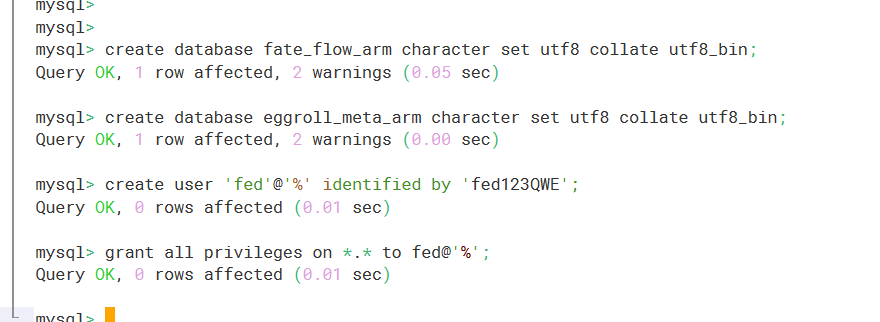 mysql>
mysql>
mysql> create database fate_flow_arm character set utf8 collate utf8_bin;
Query OK, 1 row affected, 2 warnings (0.05 sec)
mysql> create database eggroll_meta_arm character set utf8 collate utf8_bin;
Query OK, 1 row affected, 2 warnings (0.00 sec)
mysql> create user 'fed'@'%' identified by 'fed123QWE';
Query OK, 0 rows affected (0.01 sec)
mysql> grant all privileges on *.* to fed@'%';
Query OK, 0 rows affected (0.01 sec)
mysql>